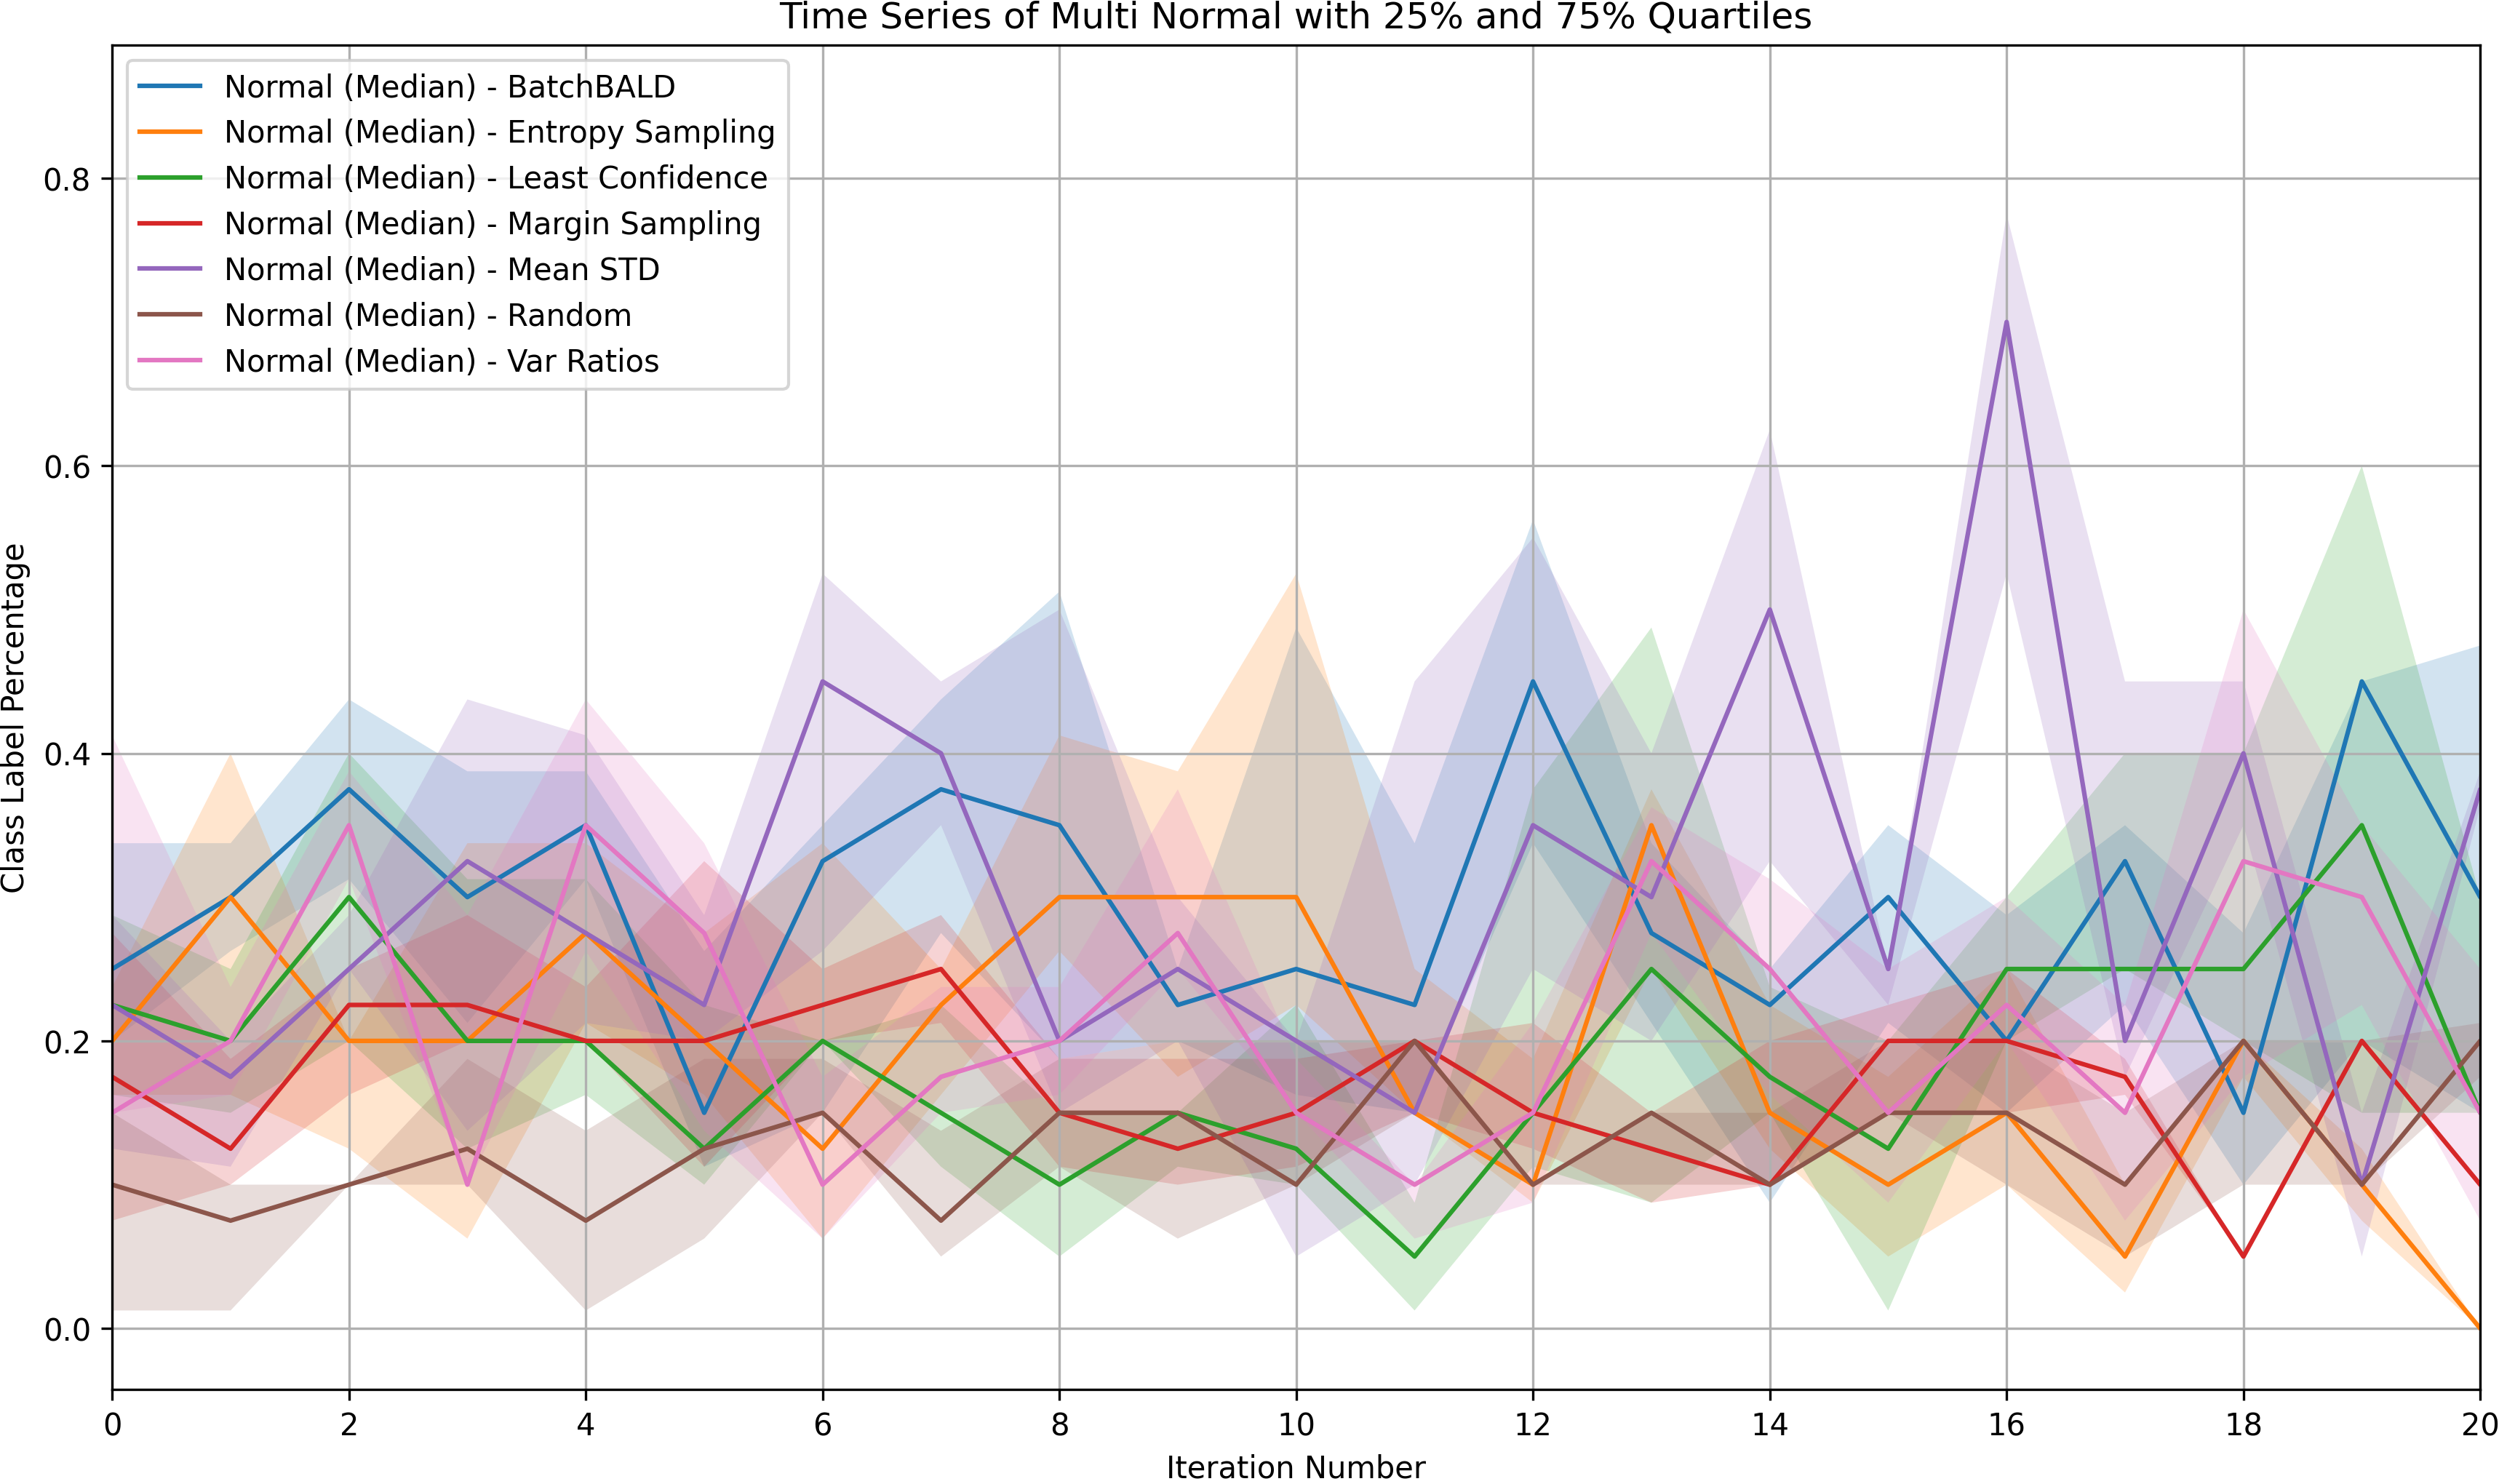 Time Series of Multi Normal with 25% and 75% Quartiles
Normal (Median) - BatchBALD
Normal (Median) - Entropy Sampling
Normal (Median) - Least Confidence
Normal (Median) - Margin Sampling
Normal (Median) - Mean STD
Normal (Median) - Random
Normal (Median) - Var Ratios
Class Label Percentage
0.8
0.6
0.4
0.2
0.0
0 2 4 6 8 10 12 14 16 18 20
Iteration Number